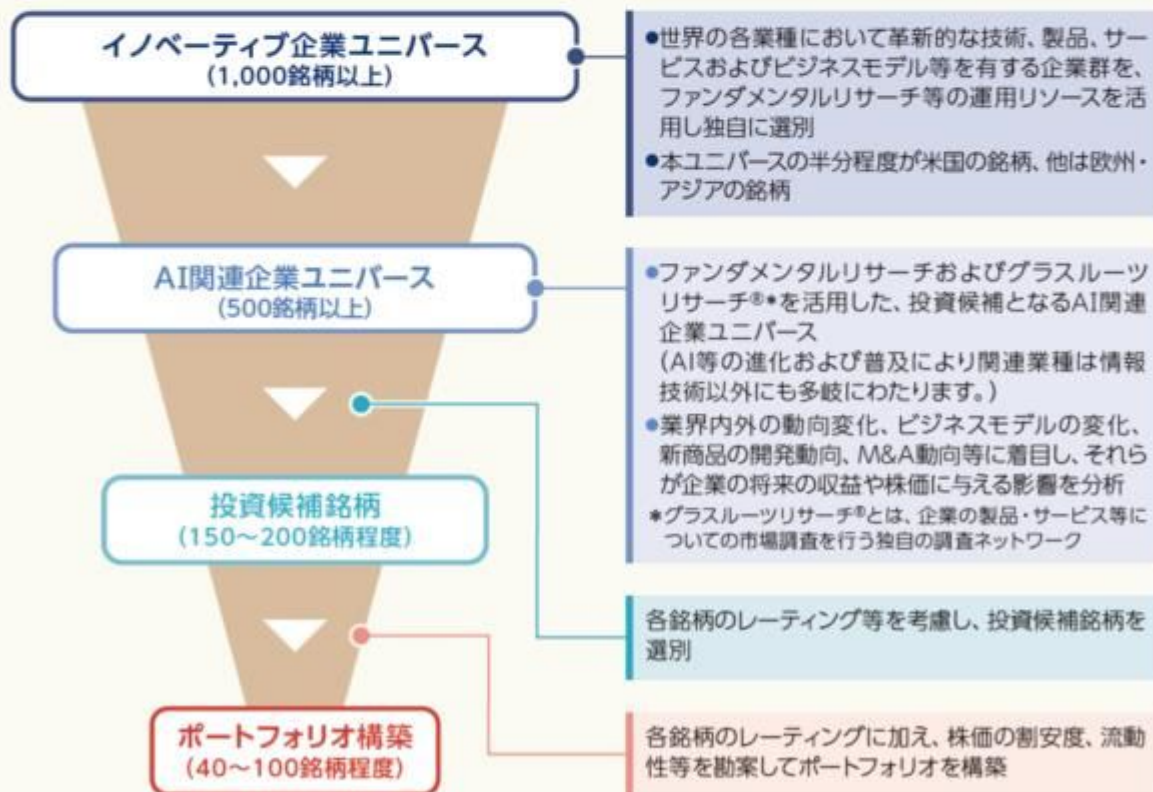 イノベーティブ企業ユニバース
(1,000銘柄以上)
●世界の各業種において革新的な技術、製品、サー
ビスおよびビジネスモデル等を有する企業群を、
ファンダメンタルリサーチ等の運用リソースを活
用し独自に選別
●本ユニバースの半分程度が米国の銘柄、他は欧州・
アジアの銘柄
AI関連企業ユニバース
(500銘柄以上)
●ファンダメンタルリサーチおよびグラスルーツ
リサーチ®*を活用した、投資候補となるAI関連
企業ユニバース
(AI等の進化および普及により関連業種は情報
技術以外にも多岐にわたります。)
●業界内外の動向変化、ビジネスモデルの変化、
新商品の開発動向、M&A動向等に着目し、それら
が企業の将来の収益や株価に与える影響を分析
*グラスルーツリサーチ®とは、企業の製品・サービス等に
ついての市場調査を行う独自の調査ネットワーク
投資候補銘柄
(150～200銘柄程度)
各銘柄のレーティング等を考慮し、投資候補銘柄を
選別
ポートフォリオ構築
(40～100銘柄程度)
各銘柄のレーティングに加え、株価の割安度、流動
性等を勘案してポートフォリオを構築